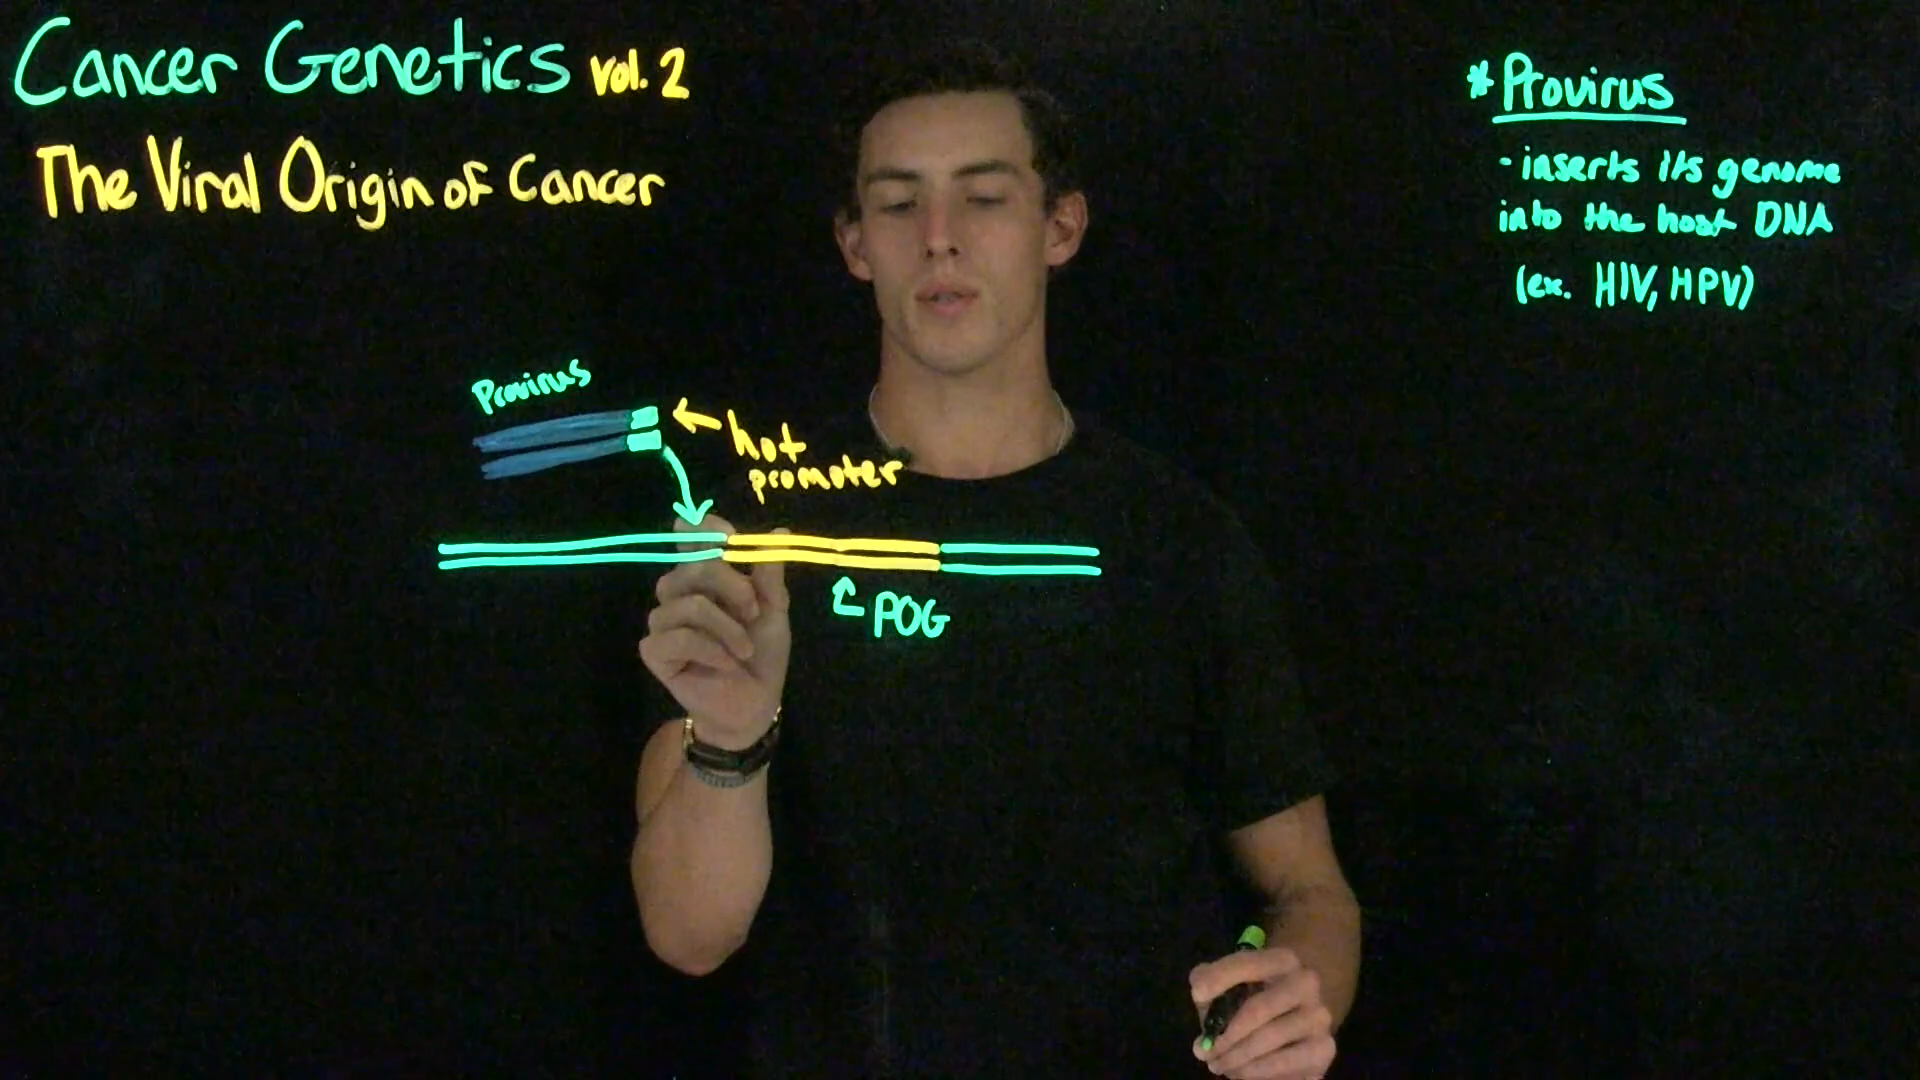 Cancer Genetics vol. 2
The Viral Origin of Cancer
* Provirus
- inserts its genome
into the host DNA
(ex. HIV, HPV)
Provirus
hot
promoter
POG